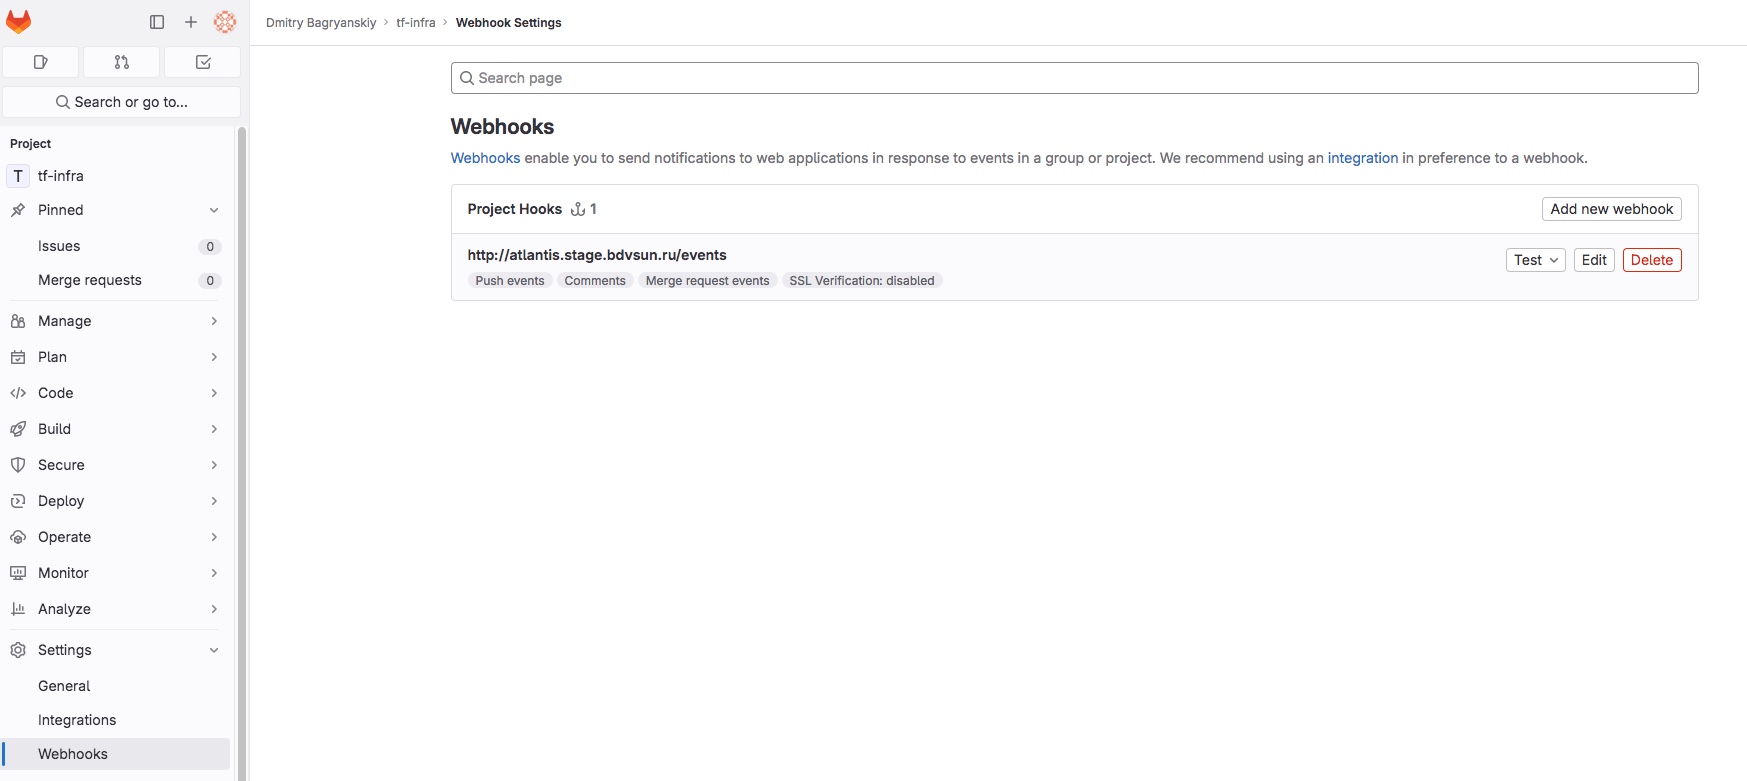 Dmitry Bagryanskiy › tf-infra › Webhook Settings
Search or go to...
Project
T tf-infra
Pinned
Issues 0
Merge requests 0
Manage
Plan
Code
Build
Secure
Deploy
Operate
Monitor
Analyze
Settings
General
Integrations
Webhooks
Search page
Webhooks
Webhooks enable you to send notifications to web applications in response to events in a group or project. We recommend using an integration in preference to a webhook.
Project Hooks 1 Add new webhook
http://atlantis.stage.bdvsun.ru/events
Push events Comments Merge request events SSL Verification: disabled
Test Edit Delete